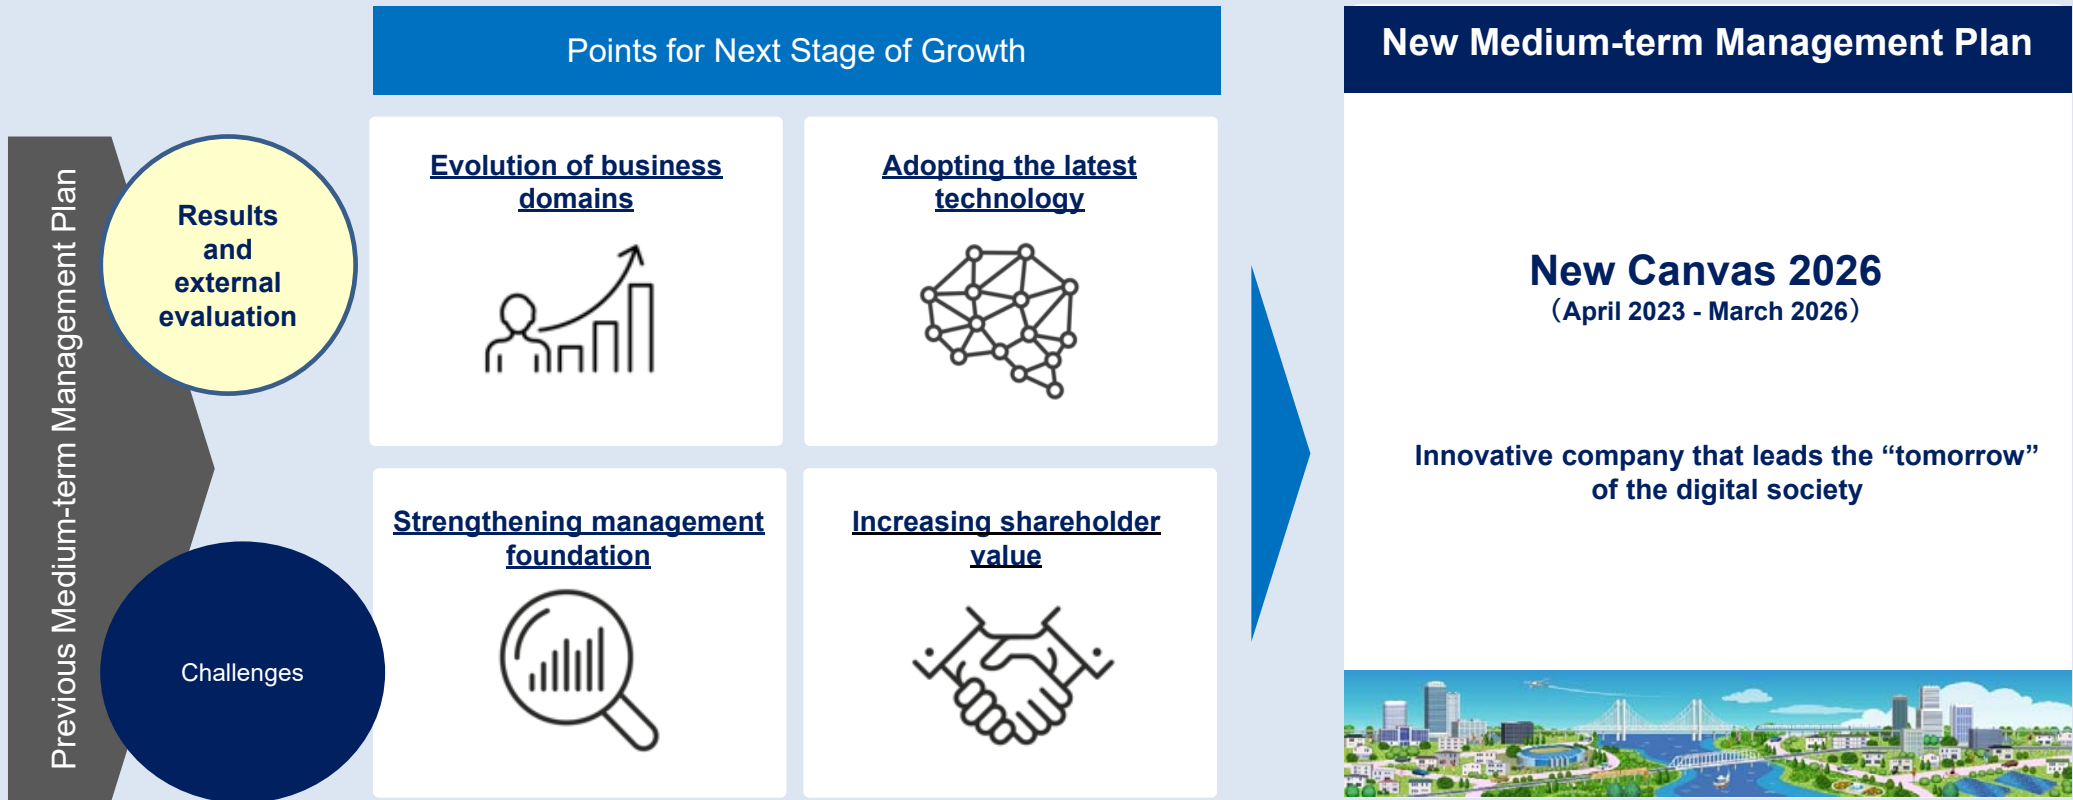 Previous Medium-term Management Plan
Results
and
external
evaluation
Challenges
Points for Next Stage of Growth
Evolution of business
domains
Adopting the latest
technology
Strengthening management
foundation
Increasing shareholder
value
New Medium-term Management Plan
New Canvas 2026
（April 2023 - March 2026）
Innovative company that leads the “tomorrow”
of the digital society